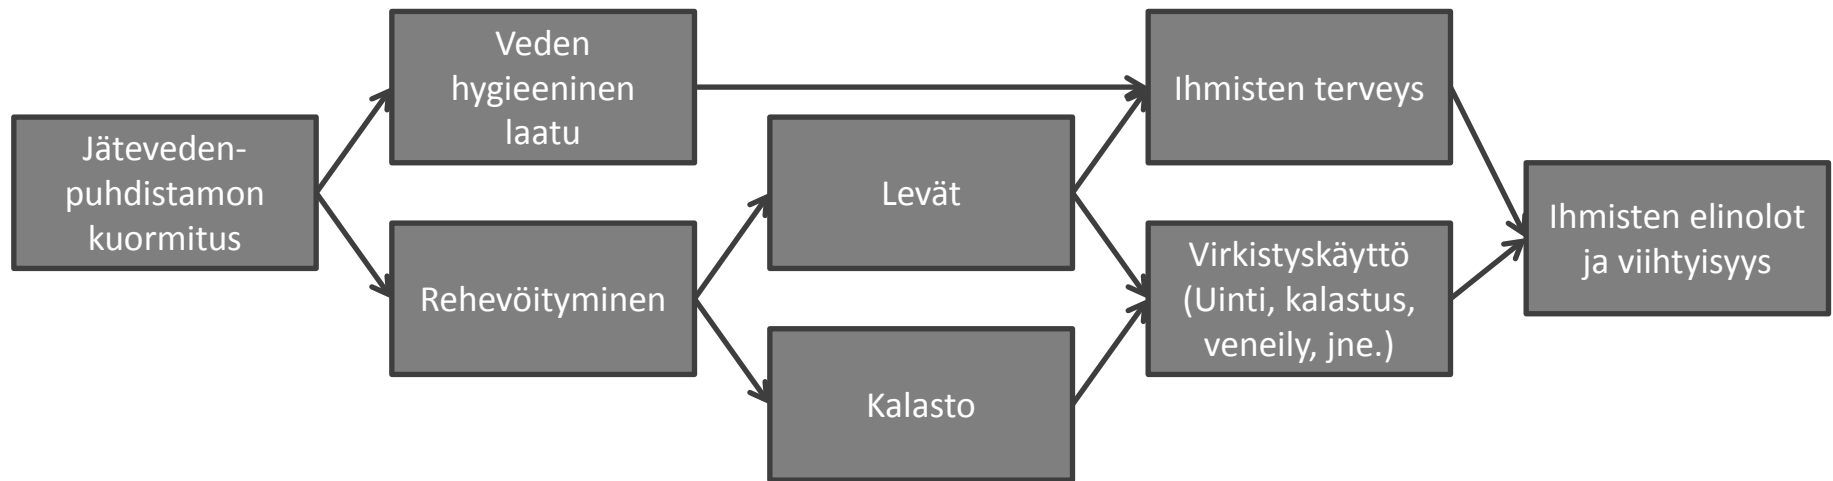 Jäteveden-
puhdistamon
kuormitus
Veden
hygieeninen
laatu
Rehevöityminen
Levät
Kalasto
Ihmisten terveys
Virkistyskäyttö
(Uinti, kalastus,
veneily, jne.)
Ihmisten elinolot
ja viihtyisyys